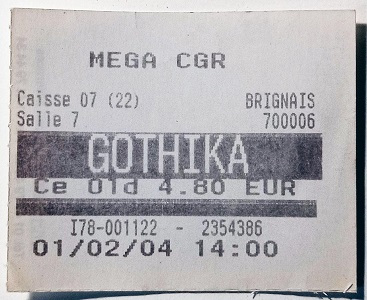 MEGA CGR
Caisse 07 (22) BRIGNAIS
Salle 7 700006
GOTHIKA
Ce Old 4.80 EUR
I78-001122 - 2354386
01/02/04 14:00